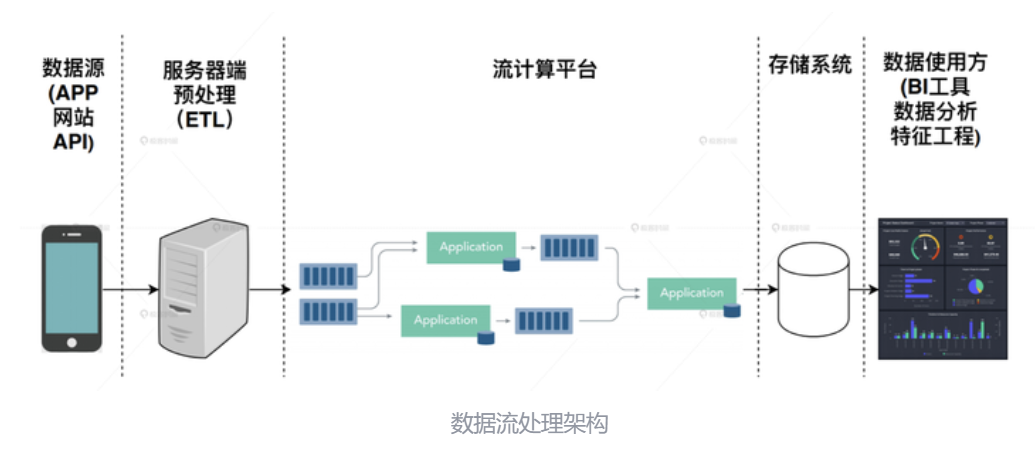 数据源
(APP
网站
API)
服务器端
预处理
（ETL）
流计算平台
存储系统
数据使用方
(BI工具
数据分析
特征工程)
Application
Application
Application
数据流处理架构